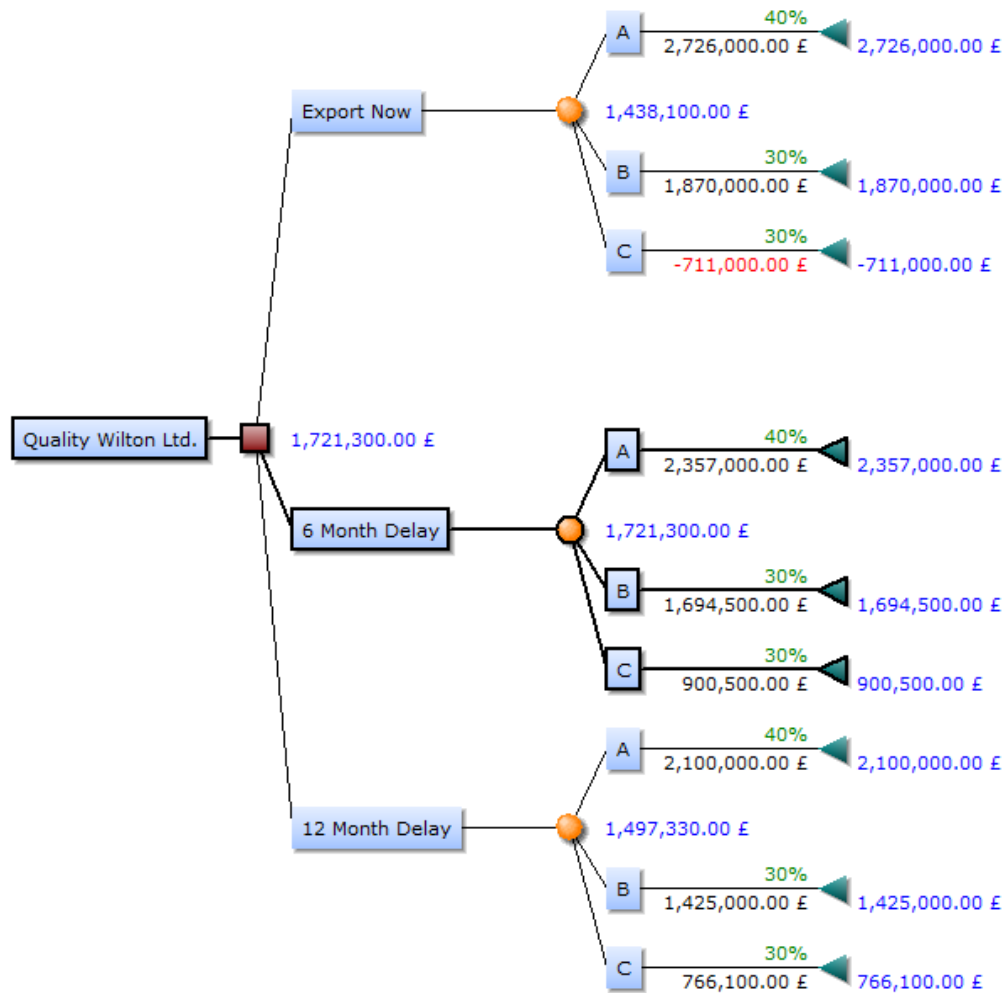 40%
A
2,726,000.00 £ 2,726,000.00 £
Export Now 1,438,100.00 £
30%
B
1,870,000.00 £ 1,870,000.00 £
30%
C
-711,000.00 £ -711,000.00 £
Quality Wilton Ltd. 1,721,300.00 £
40%
A
2,357,000.00 £ 2,357,000.00 £
6 Month Delay 1,721,300.00 £
30%
B
1,694,500.00 £ 1,694,500.00 £
30%
C
900,500.00 £ 900,500.00 £
40%
A
2,100,000.00 £ 2,100,000.00 £
12 Month Delay 1,497,330.00 £
30%
B
1,425,000.00 £ 1,425,000.00 £
30%
C
766,100.00 £ 766,100.00 £